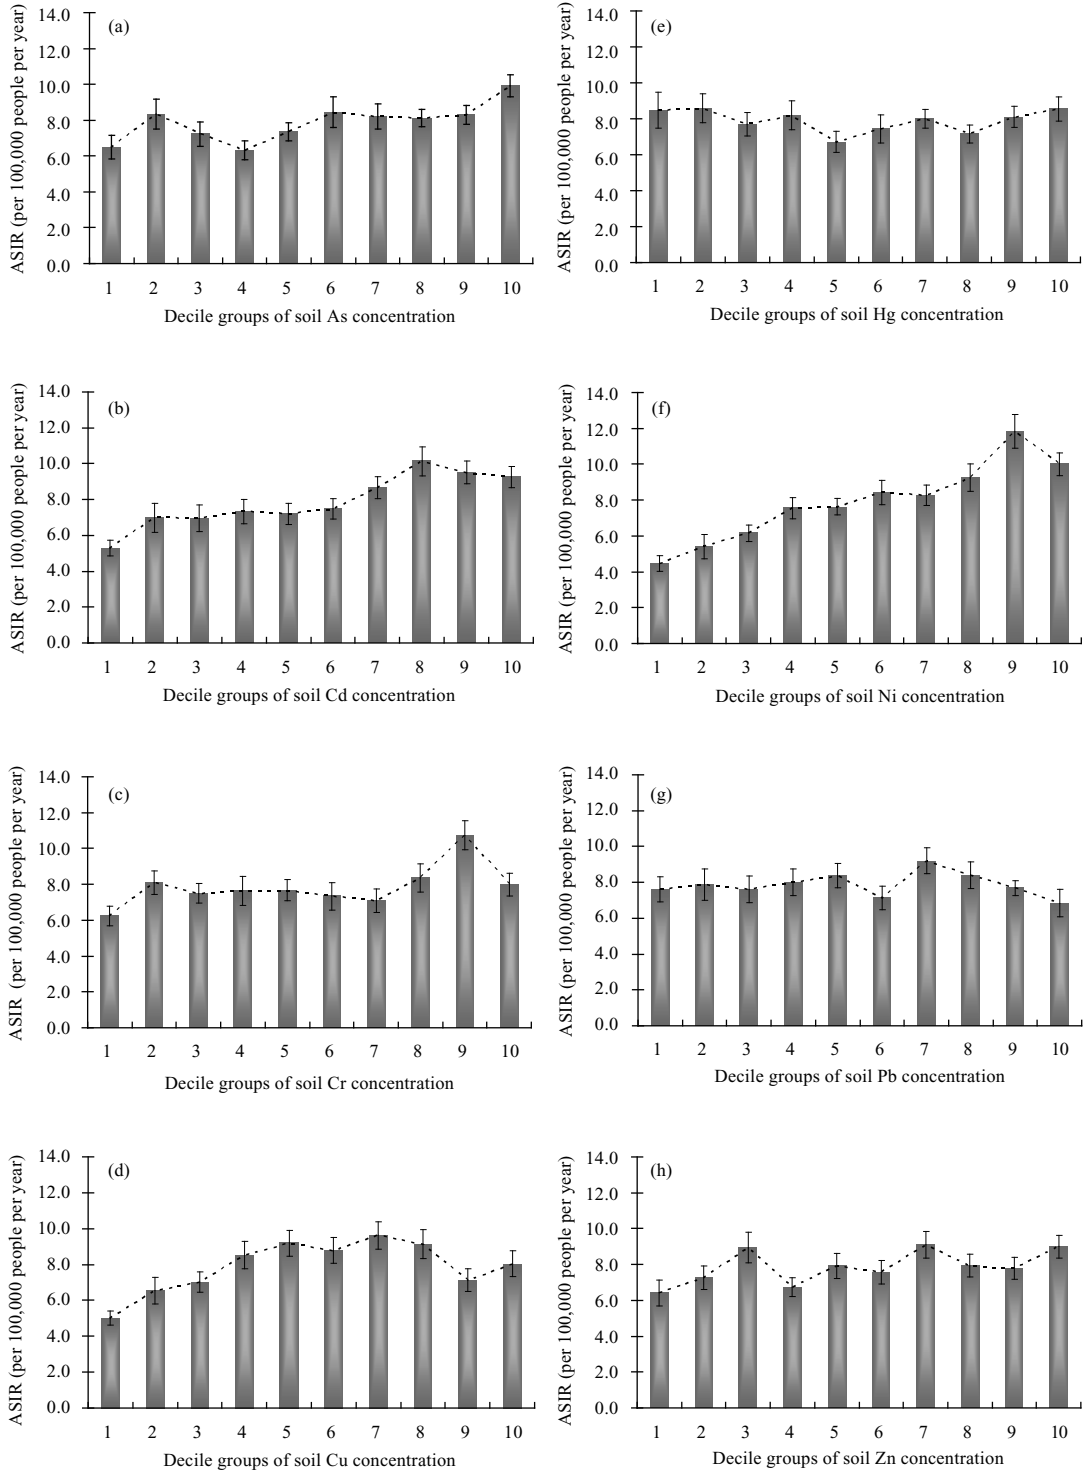 (a)
ASIR (per 100,000 people per year)
14.0
12.0
10.0
8.0
6.0
4.0
2.0
0.0
1 2 3 4 5 6 7 8 9 10
Decile groups of soil As concentration
(e)
ASIR (per 100,000 people per year)
14.0
12.0
10.0
8.0
6.0
4.0
2.0
0.0
1 2 3 4 5 6 7 8 9 10
Decile groups of soil Hg concentration
(b)
ASIR (per 100,000 people per year)
14.0
12.0
10.0
8.0
6.0
4.0
2.0
0.0
1 2 3 4 5 6 7 8 9 10
Decile groups of soil Cd concentration
(f)
ASIR (per 100,000 people per year)
14.0
12.0
10.0
8.0
6.0
4.0
2.0
0.0
1 2 3 4 5 6 7 8 9 10
Decile groups of soil Ni concentration
(c)
ASIR (per 100,000 people per year)
14.0
12.0
10.0
8.0
6.0
4.0
2.0
0.0
1 2 3 4 5 6 7 8 9 10
Decile groups of soil Cr concentration
(g)
ASIR (per 100,000 people per year)
14.0
12.0
10.0
8.0
6.0
4.0
2.0
0.0
1 2 3 4 5 6 7 8 9 10
Decile groups of soil Pb concentration
(d)
ASIR (per 100,000 people per year)
14.0
12.0
10.0
8.0
6.0
4.0
2.0
0.0
1 2 3 4 5 6 7 8 9 10
Decile groups of soil Cu concentration
(h)
ASIR (per 100,000 people per year)
14.0
12.0
10.0
8.0
6.0
4.0
2.0
0.0
1 2 3 4 5 6 7 8 9 10
Decile groups of soil Zn concentration